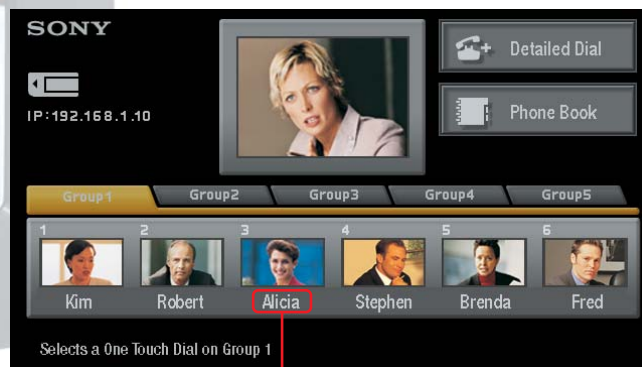 SONY
Detailed Dial
IP:192.168.1.10
Phone Book
Group1 Group2 Group3 Group4 Group5
1 2 3 4 5 6
Kim Robert Alicia Stephen Brenda Fred
Selects a One Touch Dial on Group 1